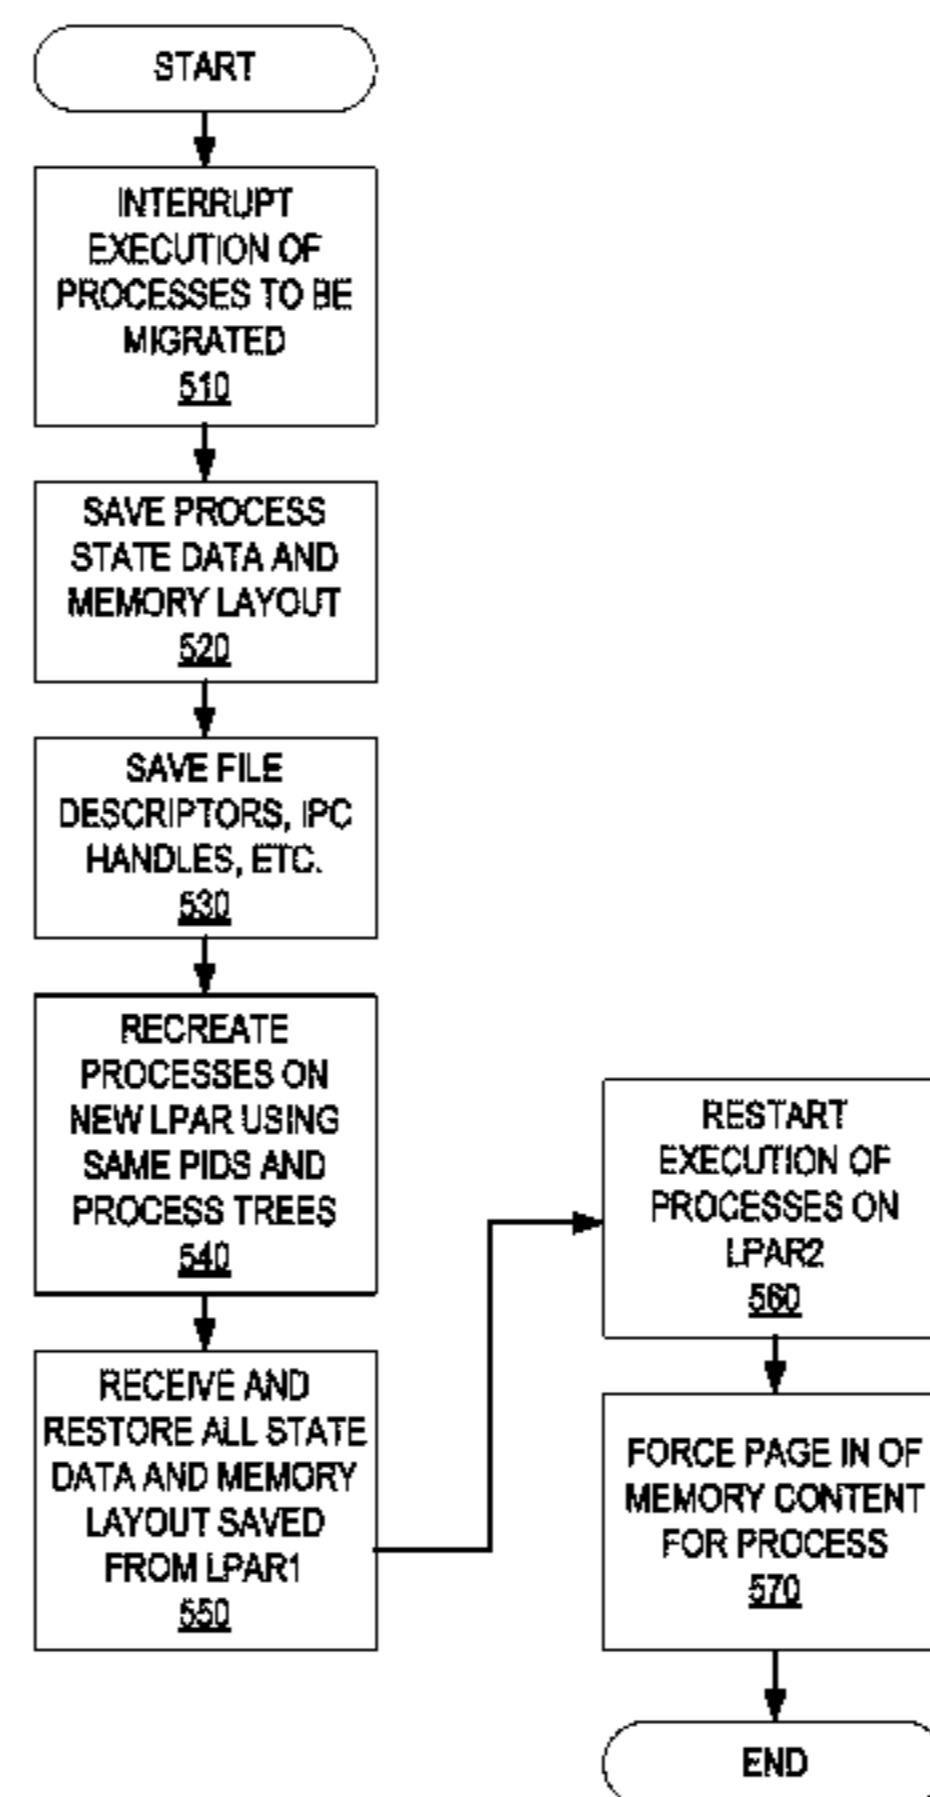 START
INTERRUPT
EXECUTION OF
PROCESSES TO BE
MIGRATED
510
SAVE PROCESS
STATE DATA AND
MEMORY LAYOUT
520
SAVE FILE
DESCRIPTORS, IPC
HANDLES, ETC.
530
RECREATE
PROCESSES ON
NEW LPAR USING
SAME PIDS AND
PROCESS TREES
540
RECEIVE AND
RESTORE ALL STATE
DATA AND MEMORY
LAYOUT SAVED
FROM LPAR1
550
RESTART
EXECUTION OF
PROCESSES ON
LPAR2
560
FORCE PAGE IN OF
MEMORY CONTENT
FOR PROCESS
570
END